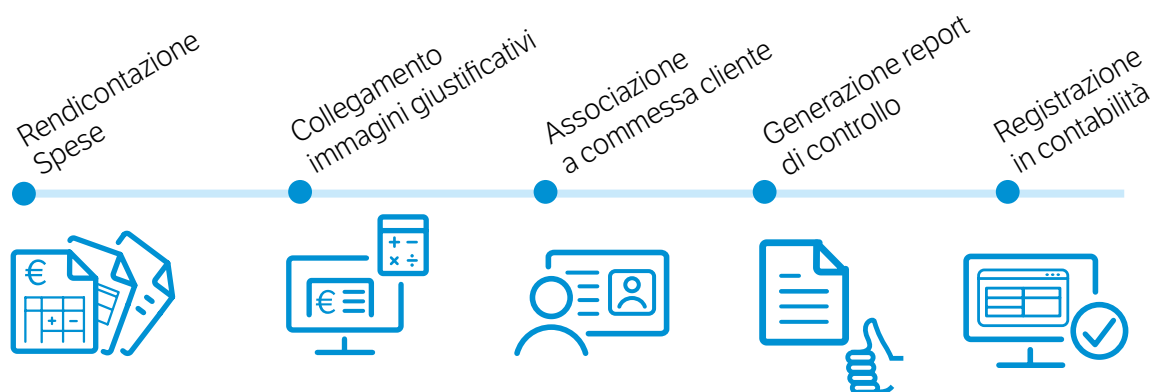 Rendicontazione
Spese
Collegamento
immagini giustificativi
Associazione
a commessa cliente
Generazione report
di controllo
Registrazione
in contabilità
€
+ -
+ -
× ÷
€